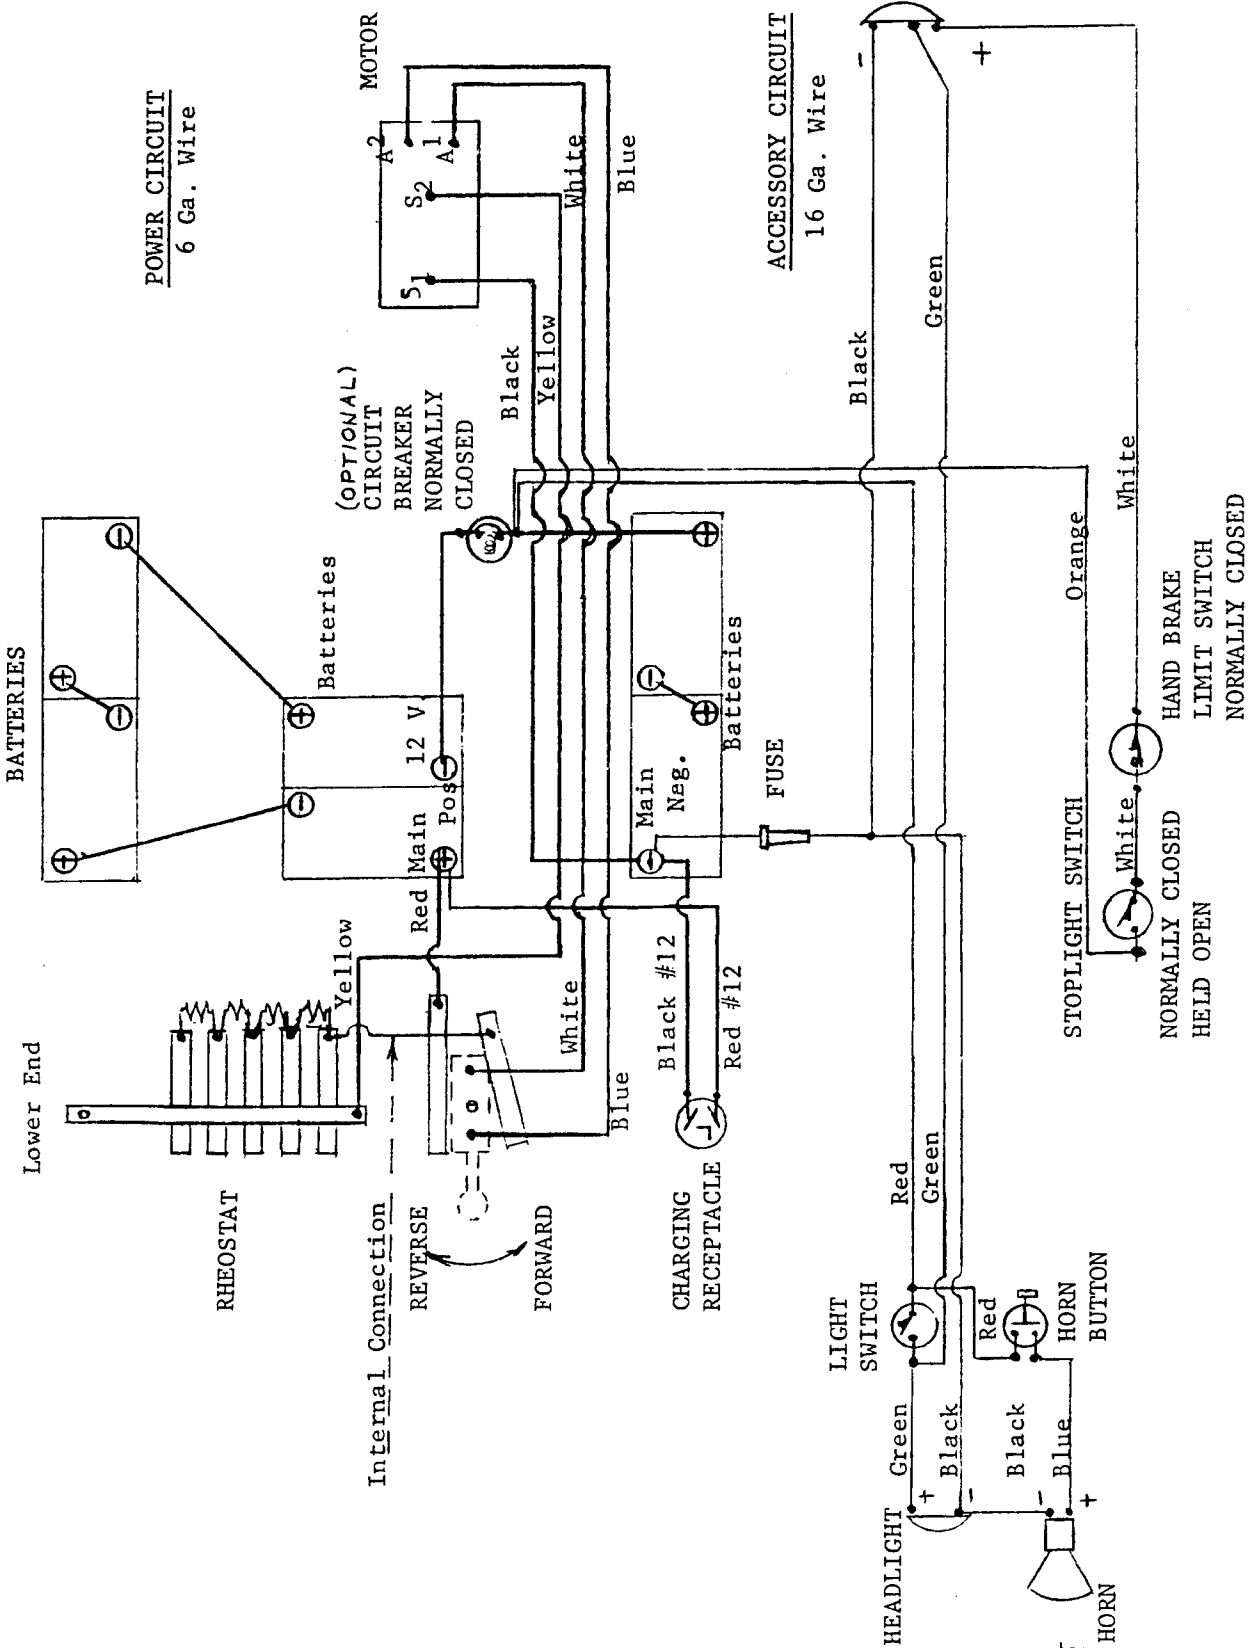 POWER CIRCUIT
6 Ga. Wire
MOTOR
A2
A1
S2
S1
White
Blue
Black
Yellow
(OPTIONAL)
CIRCUIT
BREAKER
NORMALLY
CLOSED
BATTERIES
Batteries
12 V
Main
Pos
Red
Batteries
Main
Neg.
FUSE
Lower End
RHEOSTAT
Yellow
Internal Connection
REVERSE
FORWARD
White
Blue
Black #12
Red #12
CHARGING
RECEPTACLE
ACCESSORY CIRCUIT
16 Ga. Wire
-
+
Black
Green
White
Orange
HAND BRAKE
LIMIT SWITCH
NORMALLY CLOSED
White
STOPLIGHT SWITCH
NORMALLY CLOSED
HELD OPEN
Red
Green
LIGHT
SWITCH
Red
HORN
BUTTON
Green
Black
Black
Blue
+
-
-
+
HEADLIGHT
HORN